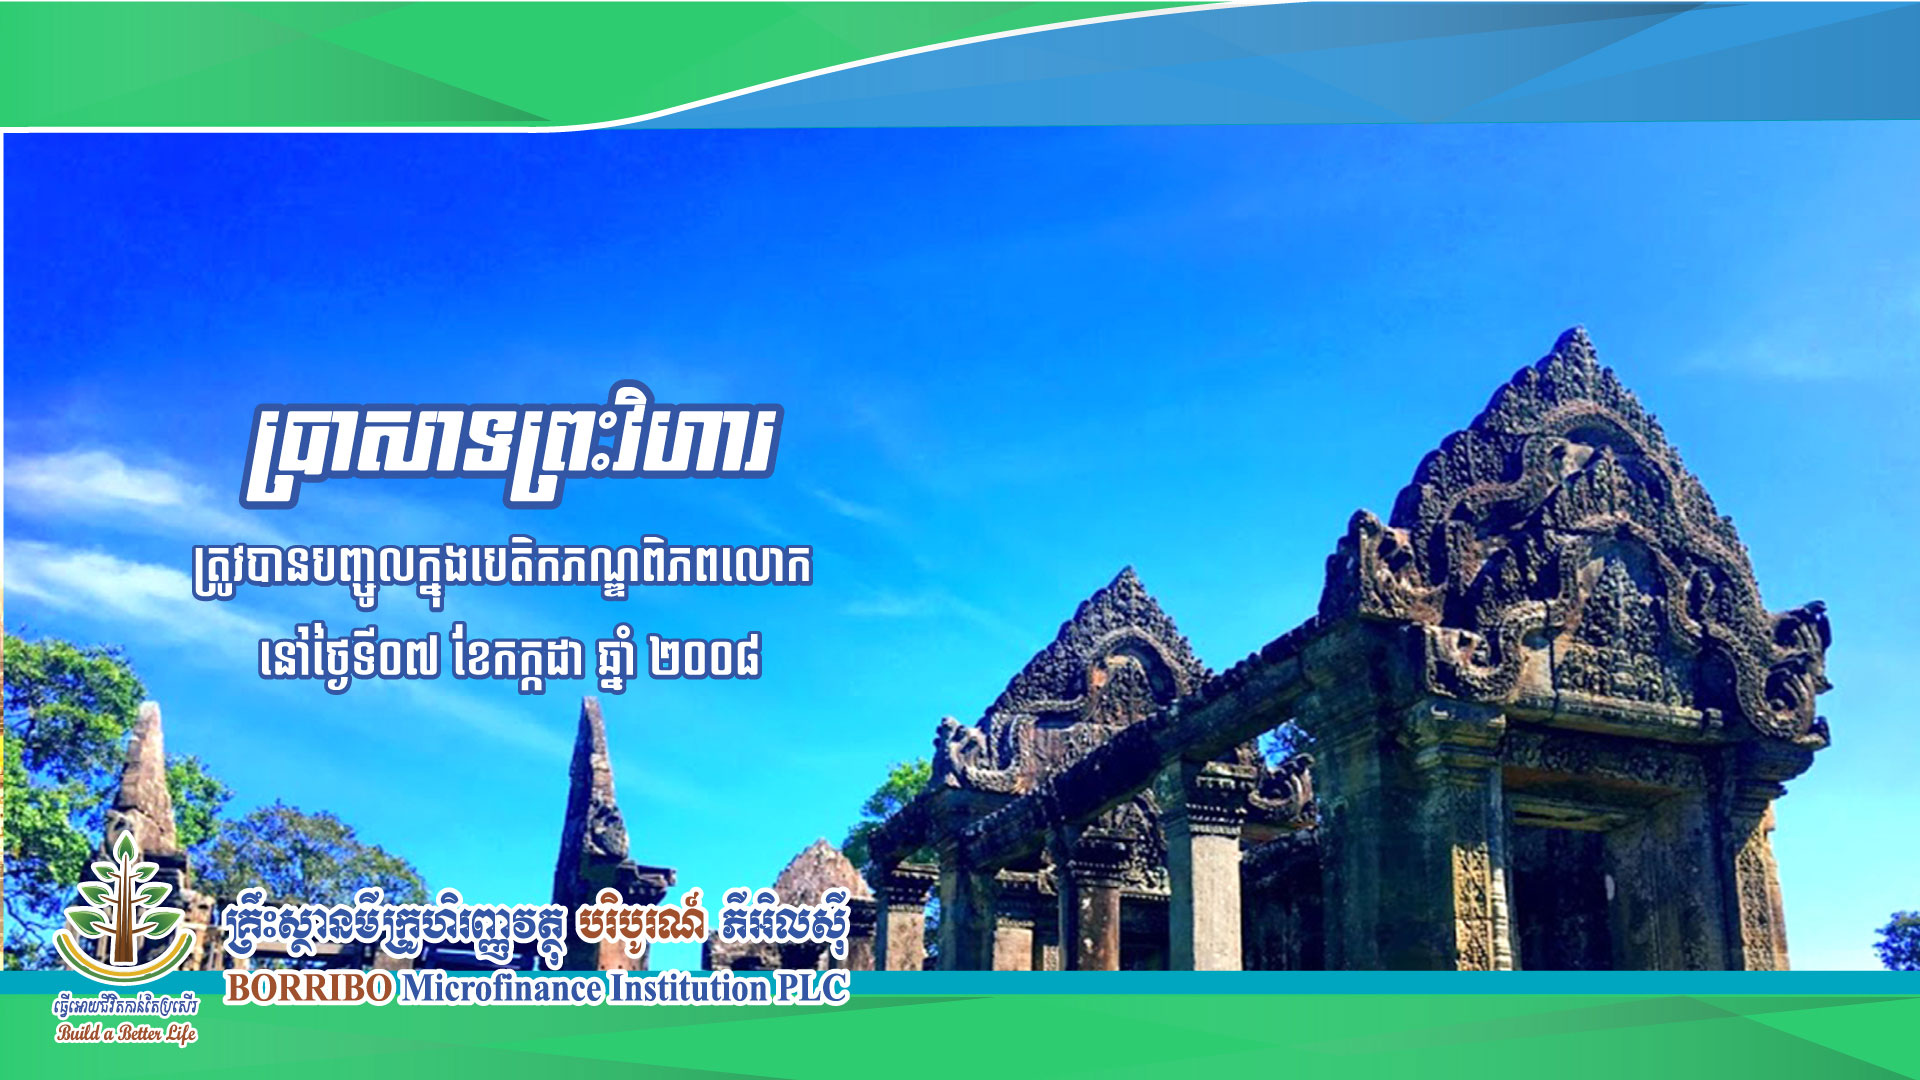 ប្រាសាទព្រះវិហារ
ត្រូវបានបញ្ចូលក្នុងបេតិកភណ្ឌពិភពលោក
នៅថ្ងៃទី០៧ ខែកក្កដា ឆ្នាំ ២០០៨
គ្រឹះស្ថានមីក្រូហិរញ្ញវត្ថុ បរិបូរណ៍ ភីអិលស៊ី
BORRIBO Microfinance Institution PLC
ធ្វើអោយជីវិតកាន់តែប្រសើរ
Build a Better Life